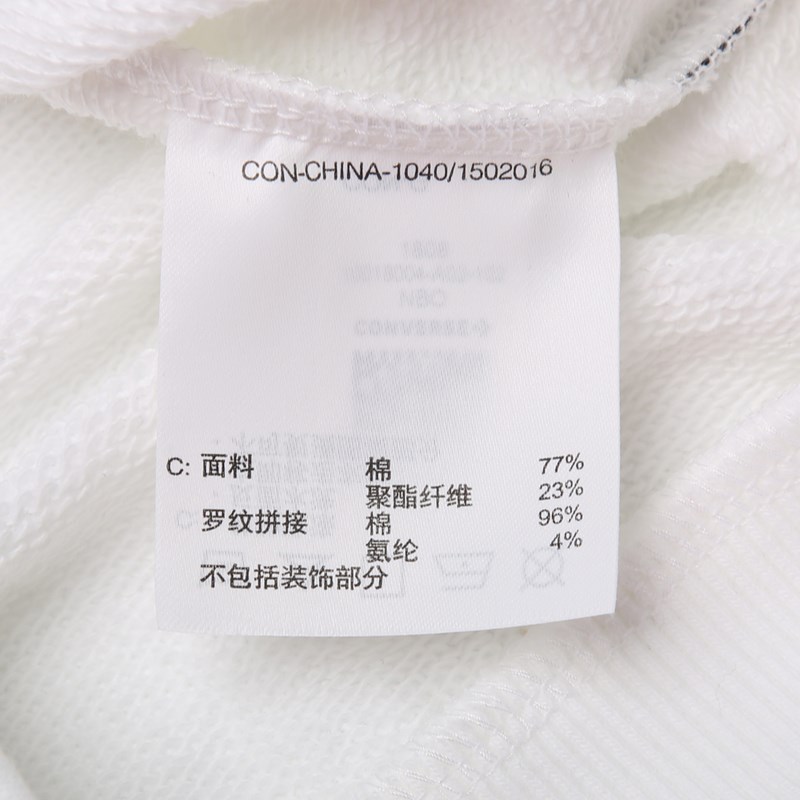 CON-CHINA-1040/1502016
C: 面料 棉 77%
聚酯纤维 23%
罗纹拼接 棉 96%
氨纶 4%
不包括装饰部分